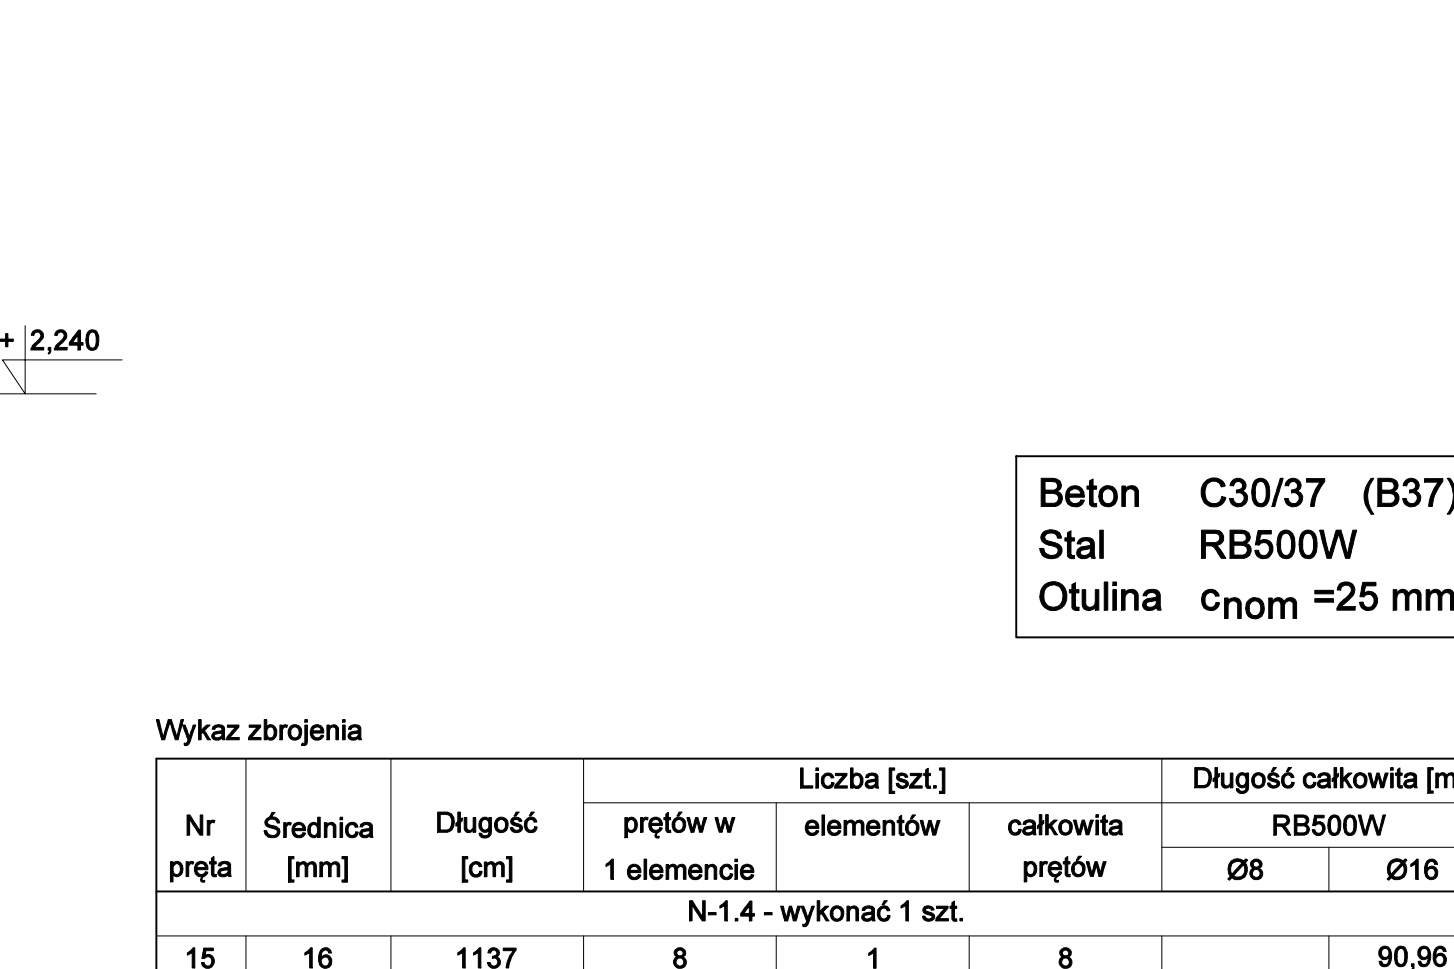 + 2,240
Beton C30/37 (B37)
Stal RB500W
Otulina cnom =25 mm
Wykaz zbrojenia
Liczba [szt.] Długość całkowita [m
Nr Średnica Długość prętów w elementów całkowita RB500W
pręta [mm] [cm] 1 elemencie prętów Ø8 Ø16
N-1.4 - wykonać 1 szt.
15 16 1137 8 1 8 90,96